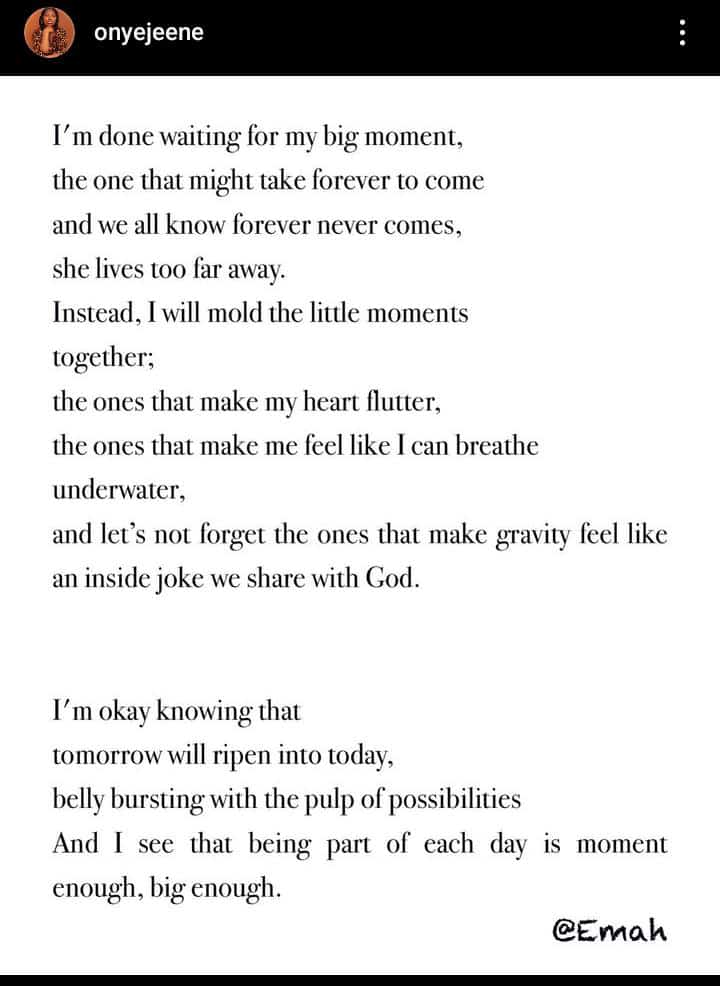 onyejeene
I'm done waiting for my big moment,
the one that might take forever to come
and we all know forever never comes,
she lives too far away.
Instead, I will mold the little moments
together;
the ones that make my heart flutter,
the ones that make me feel like I can breathe
underwater,
and let’s not forget the ones that make gravity feel like
an inside joke we share with God.
I'm okay knowing that
tomorrow will ripen into today,
belly bursting with the pulp of possibilities
And I see that being part of each day is moment
enough, big enough.
@Emah